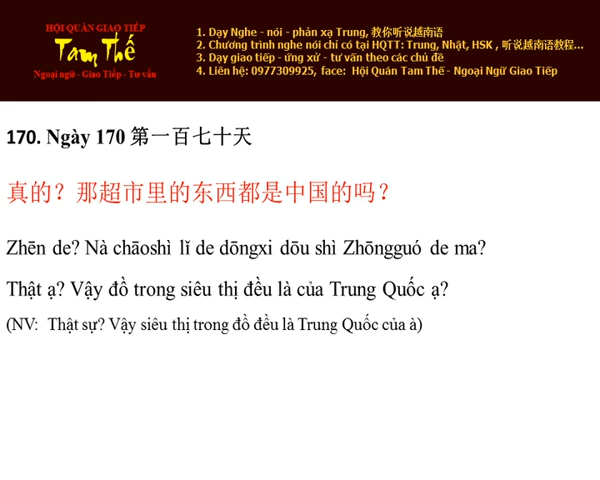 HỘI QUÁN GIAO TIẾP
Tam Thế
Ngoại ngữ - Giao Tiếp - Tư vấn
1. Dạy Nghe - nói - phản xạ Trung, 教你听说越南语
2. Chương trình nghe nói chỉ có tại HQTT: Trung, Nhật, HSK , 听说越南语教程...
3. Dạy giao tiếp - ứng xử - tư vấn theo các chủ đề
4. Liên hệ: 0977309925, face: Hội Quán Tam Thế - Ngoại Ngữ Giao Tiếp
170. Ngày 170 第一百七十天
真的？那超市里的东西都是中国的吗？
Zhēn de? Nà chāoshì lǐ de dōngxi dōu shì Zhōngguó de ma?
Thật ạ? Vậy đồ trong siêu thị đều là của Trung Quốc ạ?
(NV: Thật sự? Vậy siêu thị trong đồ đều là Trung Quốc của à)